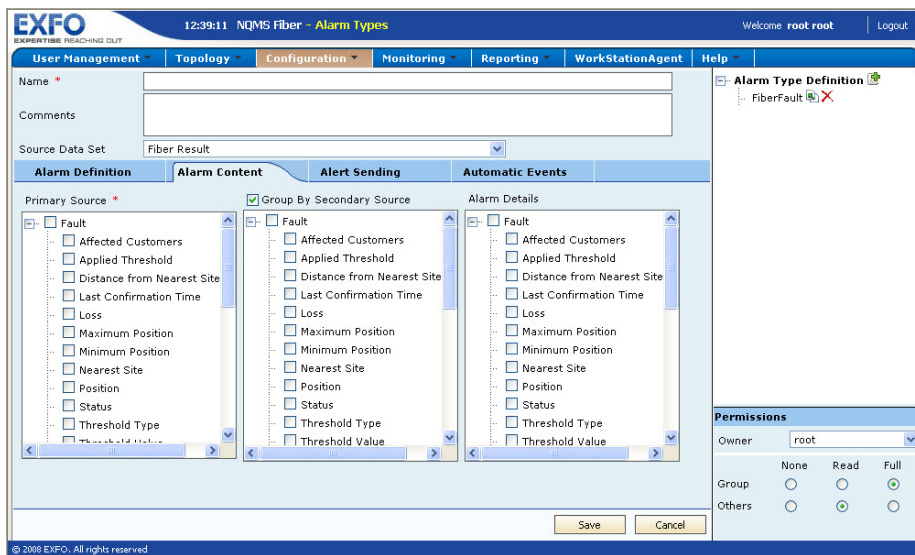 EXFO
EXPERTISE REACHING OUT
12:39:11 NQMS Fiber - Alarm Types
Welcome root root
Logout
User Management
Topology
Configuration
Monitoring
Reporting
WorkStationAgent
Help
Name *
Comments
Source Data Set
Fiber Result
Alarm Definition
Alarm Content
Alert Sending
Automatic Events
Primary Source *
Fault
Affected Customers
Applied Threshold
Distance from Nearest Site
Last Confirmation Time
Loss
Maximum Position
Minimum Position
Nearest Site
Position
Status
Threshold Type
Threshold Value
Group By Secondary Source
Fault
Affected Customers
Applied Threshold
Distance from Nearest Site
Last Confirmation Time
Loss
Maximum Position
Minimum Position
Nearest Site
Position
Status
Threshold Type
Threshold Value
Alarm Details
Fault
Affected Customers
Applied Threshold
Distance from Nearest Site
Last Confirmation Time
Loss
Maximum Position
Minimum Position
Nearest Site
Position
Status
Threshold Type
Threshold Value
Alarm Type Definition
FiberFault
Permissions
Owner
root
None Read Full
Group
Others
Save
Cancel
© 2008 EXFO. All rights reserved